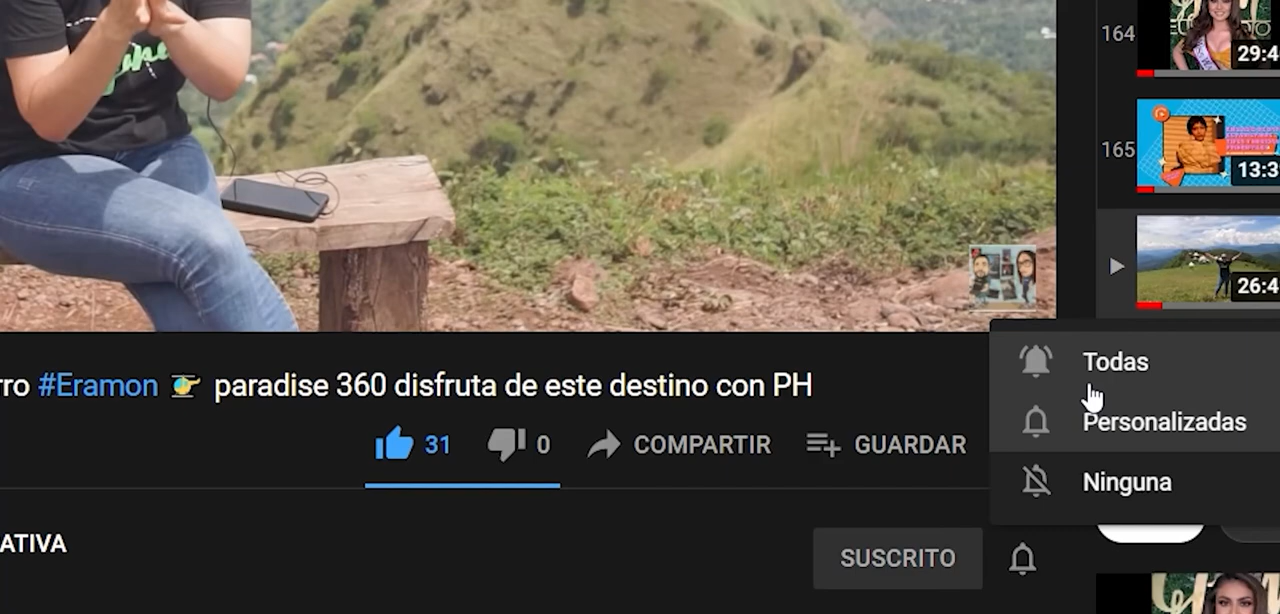 164
29:4
165
13:3
26:4
Todas
rro #Eramon paradise 360 disfruta de este destino con PH
Personalizadas
31
0
COMPARTIR
GUARDAR
Ninguna
ATIVA
SUSCRITO